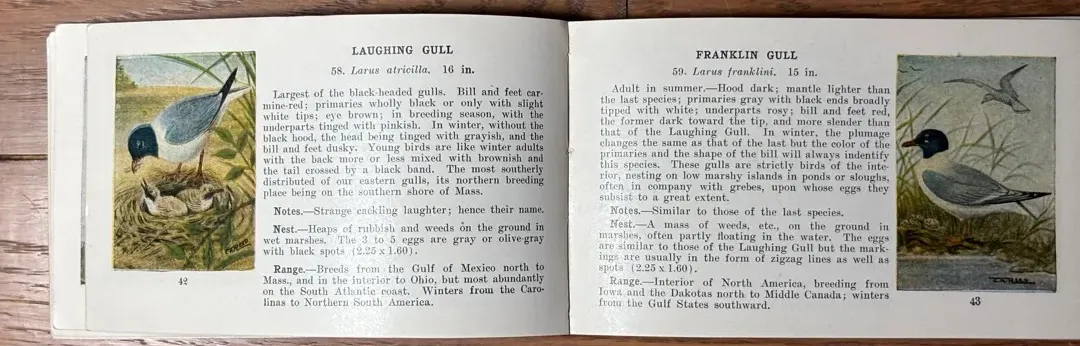 LAUGHING GULL
58. Larus atricilla. 16 in.
Largest of the black-headed gulls. Bill and feet car-
mine-red; primaries wholly black or only with slight
white tips; eye brown; in breeding season, with the
underparts tinged with pinkish. In winter, without the
black hood, the head being tinged with grayish, and the
bill and feet dusky. Young birds are like winter adults
with the back more or less mixed with brownish and
the tail crossed by a black band. The most southerly
distributed of our eastern gulls, its northern breeding
place being on the southern shore of Mass.
Notes.—Strange cackling laughter; hence their name.
Nest.—Heaps of rubbish and weeds on the ground in
wet marshes. The 3 to 5 eggs are gray or olive-gray
with black spots (2.25 x 1.60).
Range.—Breeds from the Gulf of Mexico north to
Mass., and in the interior to Ohio, but most abundantly
on the South Atlantic coast. Winters from the Caro-
linas to Northern South America.
42
FRANKLIN GULL
59. Larus franklini. 15 in.
Adult in summer.—Hood dark; mantle lighter than
the last species; primaries gray with black ends broadly
tipped with white; underparts rosy; bill and feet red,
the former dark toward the tip, and more slender than
that of the Laughing Gull. In winter, the plumage
changes the same as that of the last but the color of the
primaries and the shape of the bill will always indentify
this species. These gulls are strictly birds of the inte-
rior, nesting on low marshy islands in ponds or sloughs,
often in company with grebes, upon whose eggs they
subsist to a great extent.
Notes.—Similar to those of the last species.
Nest.—A mass of weeds, etc., on the ground in
marshes, often partly floating in the water. The eggs
are similar to those of the Laughing Gull but the mark-
ings are usually in the form of zigzag lines as well as
spots (2.25 x 1.60).
Range.—Interior of North America, breeding from
Iowa and the Dakotas north to Middle Canada; winters
from the Gulf States southward.
43